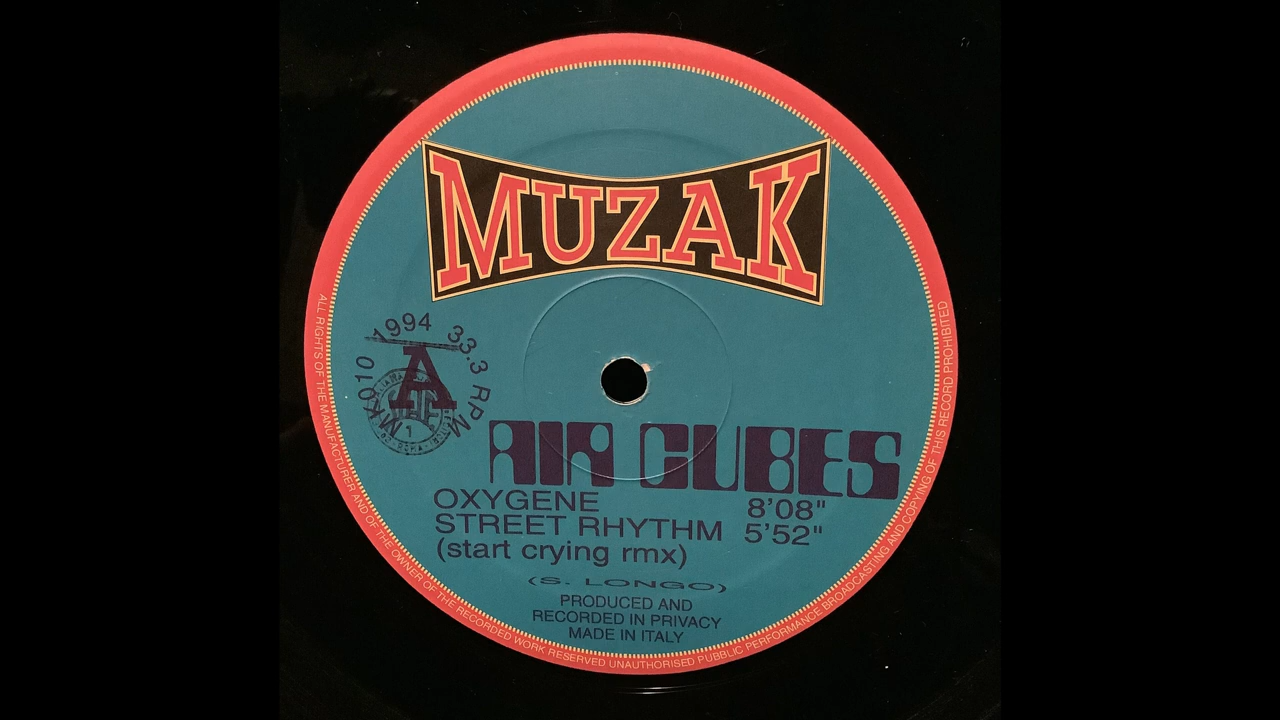 MUZAK
MK010 1994 33.3 RPM
A
1
AIR CUBES
OXYGENE 8'08"
STREET RHYTHM 5'52"
(start crying rmx)
(S. LONGO)
PRODUCED AND
RECORDED IN PRIVACY
MADE IN ITALY
ALL RIGHTS OF THE MANUFACTURER AND OF THE OWNER OF THE RECORDED WORK RESERVED UNAUTHORISED PUBBLIC PERFORMANCE BROADCASTING AND COPYING OF THIS RECORD PROHIBITED